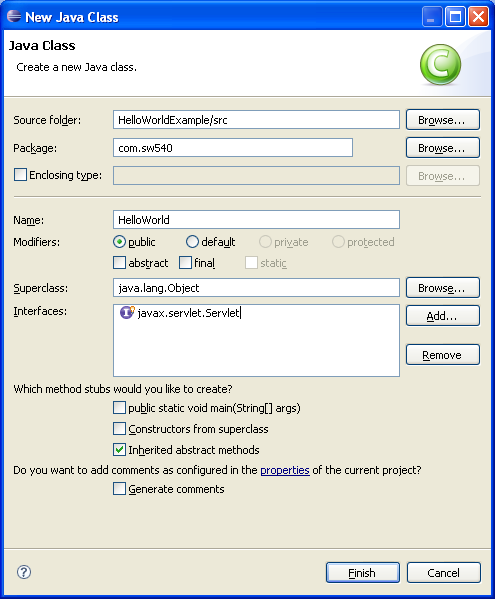 New Java Class
Java Class
Create a new Java class.
Source folder: HelloWorldExample/src Browse...
Package: com.sw540 Browse...
Enclosing type: Browse...
Name: HelloWorld
Modifiers: public default private protected
abstract final static
Superclass: java.lang.Object Browse...
Interfaces: javax.servlet.Servlet Add...
Remove
Which method stubs would you like to create?
public static void main(String[] args)
Constructors from superclass
Inherited abstract methods
Do you want to add comments as configured in the properties of the current project?
Generate comments
? Finish Cancel